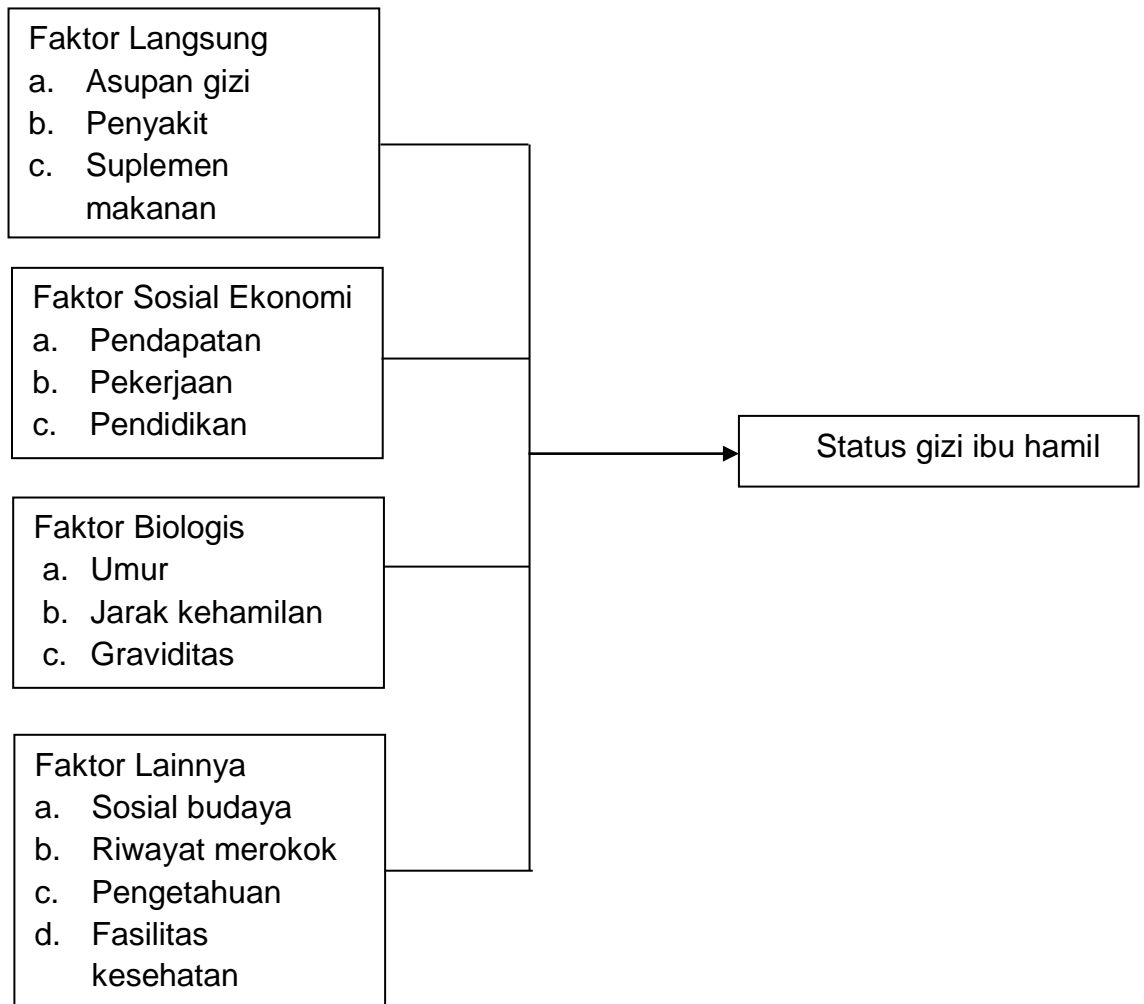 Faktor Langsung
a. Asupan gizi
b. Penyakit
c. Suplemen
makanan
Faktor Sosial Ekonomi
a. Pendapatan
b. Pekerjaan
c. Pendidikan
Faktor Biologis
a. Umur
b. Jarak kehamilan
c. Graviditas
Faktor Lainnya
a. Sosial budaya
b. Riwayat merokok
c. Pengetahuan
d. Fasilitas
kesehatan
Status gizi ibu hamil